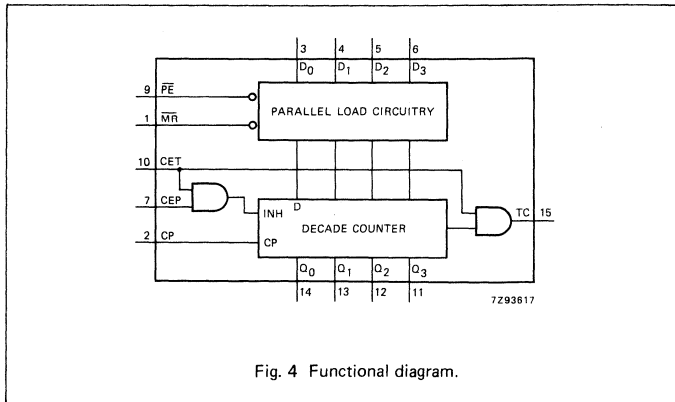 3 4 5 6
D0 D1 D2 D3
9 PE
PARALLEL LOAD CIRCUITRY
1 MR
10 CET
D
TC 15
7 CEP
INH
DECADE COUNTER
2 CP
CP
Q0 Q1 Q2 Q3
14 13 12 11
7Z93617
Fig. 4 Functional diagram.